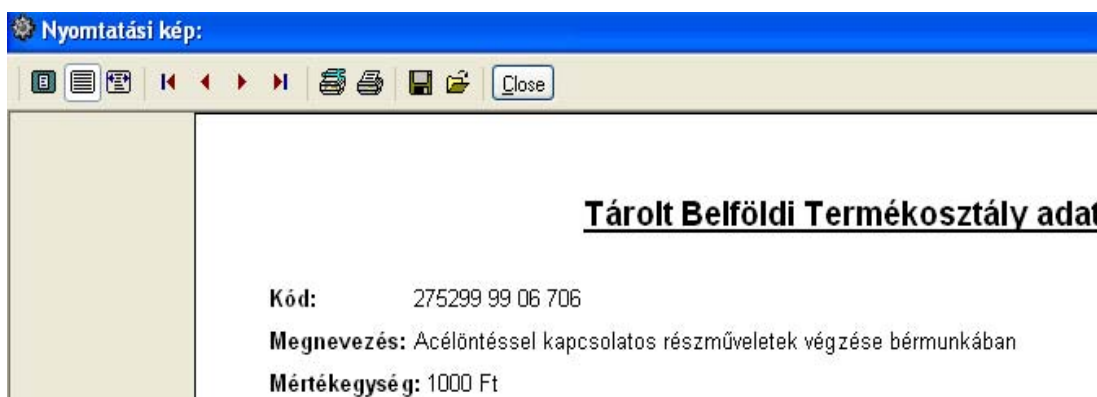 Nyomtatási kép:
Close
Tárolt Belföldi Termékosztály adat
Kód: 275299 99 06 706
Megnevezés: Acélöntéssel kapcsolatos részműveletek végzése bérmunkában
Mértékegység: 1000 Ft